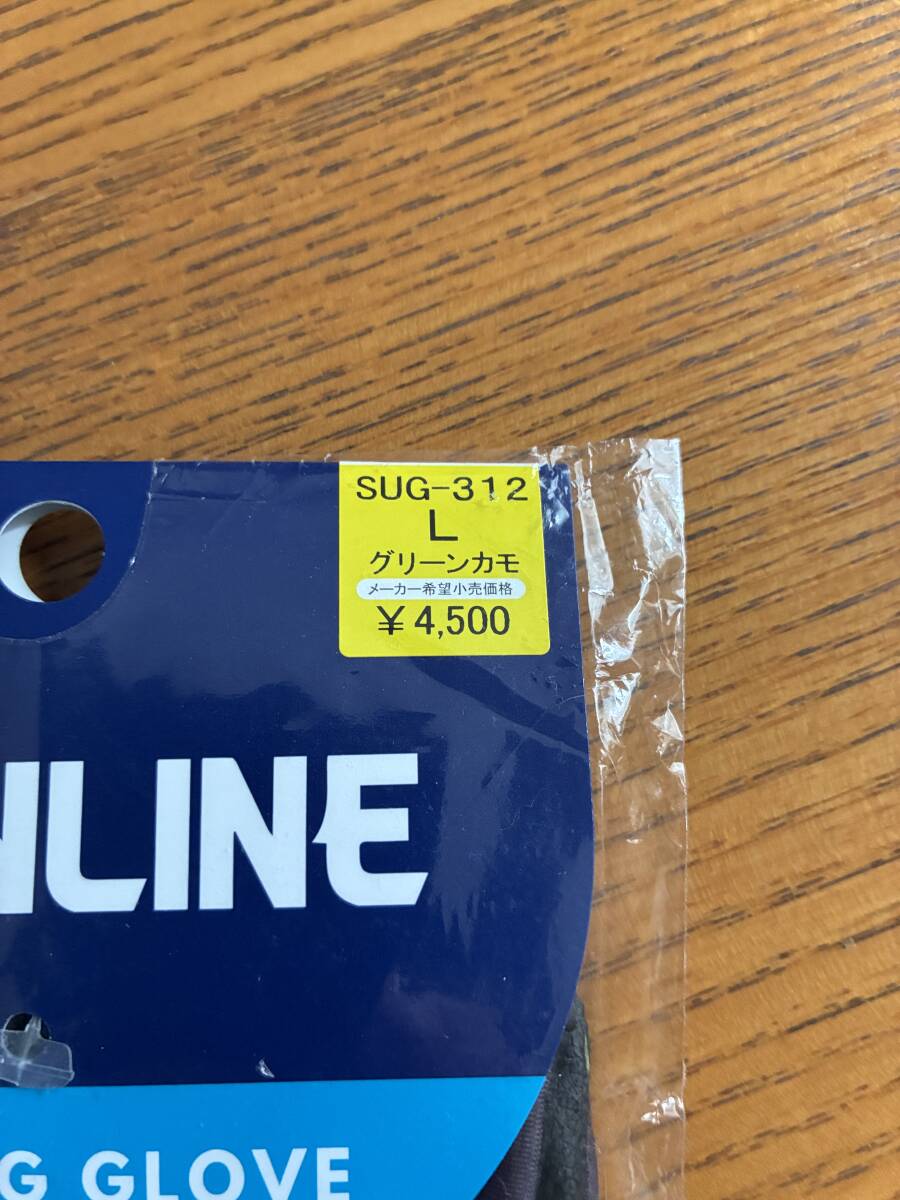 SUG-312
L
グリーンカモ
メーカー希望小売価格
¥4,500
NLINE
G GLOVE